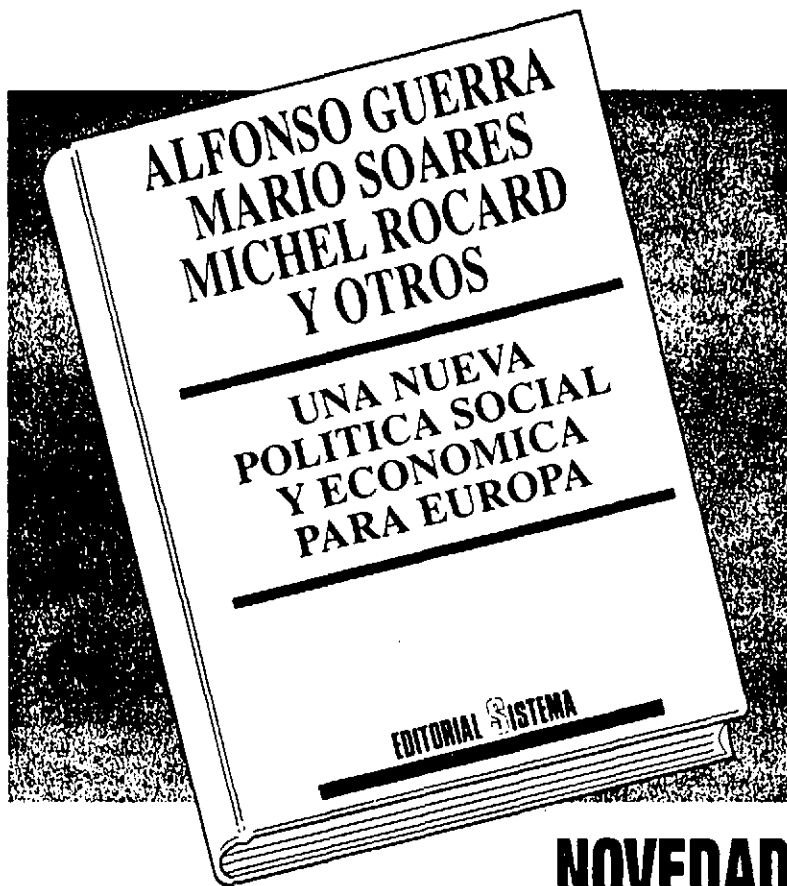 ALFONSO GUERRA
MARIO SOARES
MICHEL ROCARD
Y OTROS
UNA NUEVA
POLITICA SOCIAL
Y ECONOMICA
PARA EUROPA
EDITORIAL SISTEMA
NOVEDAD